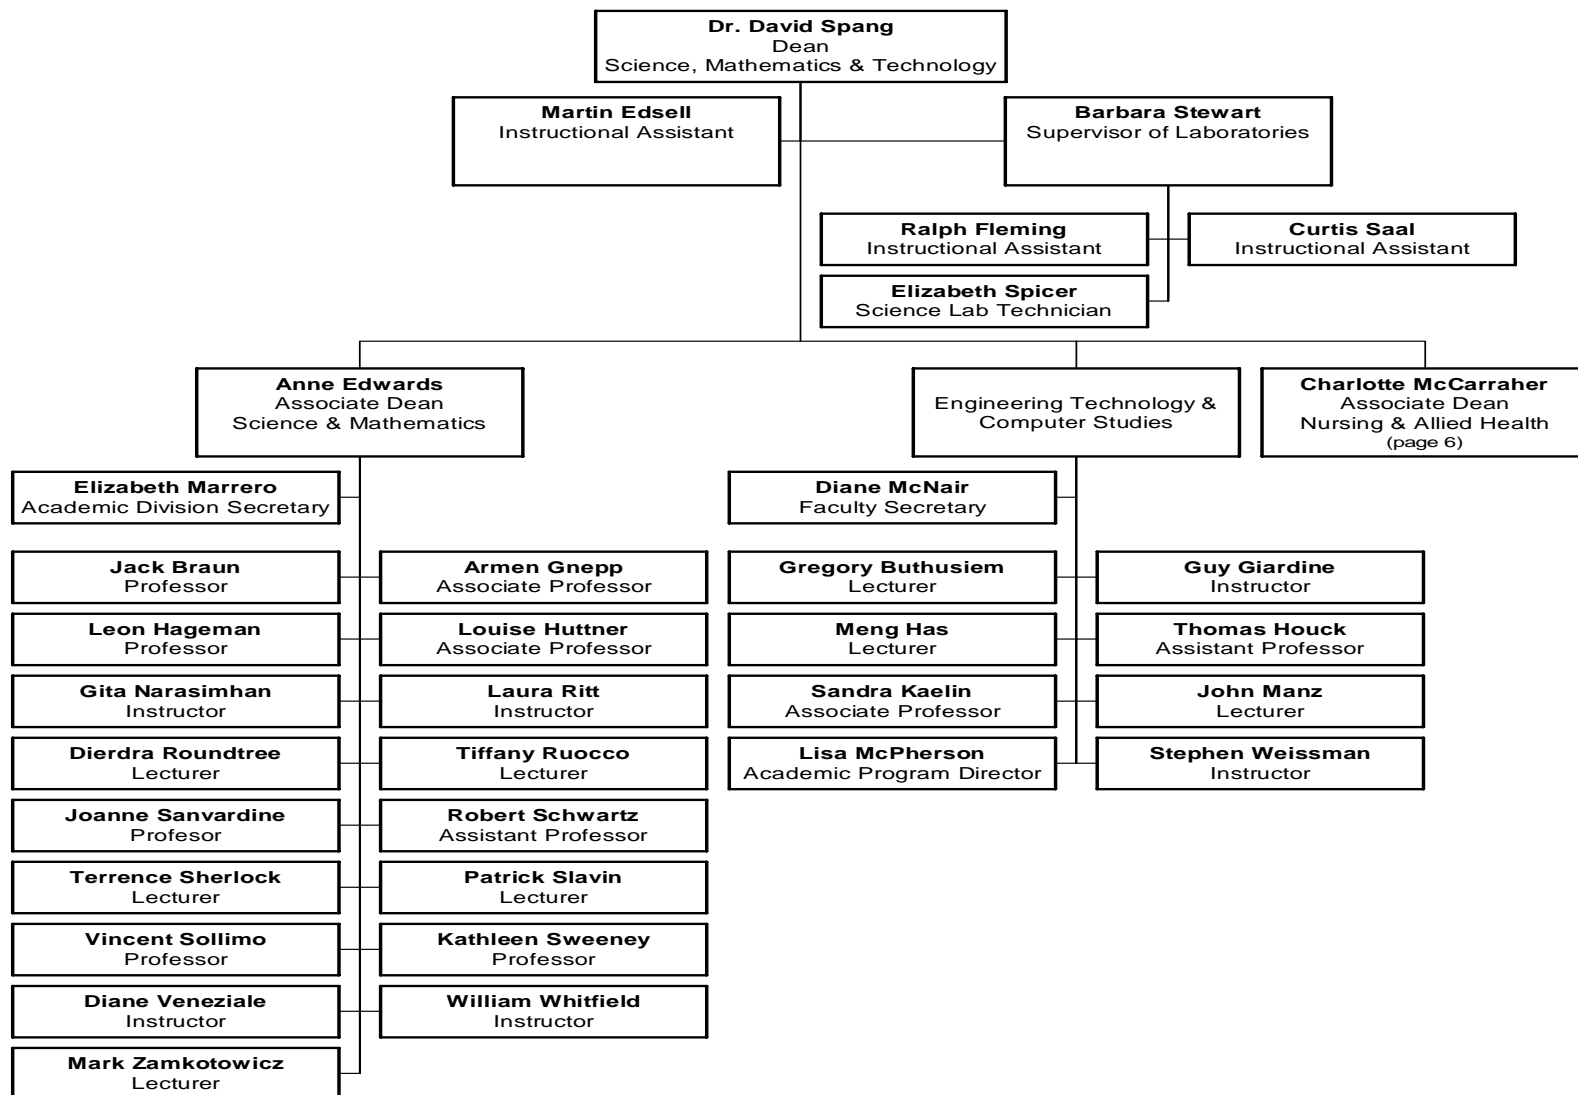 Dr. David Spang
Dean
Science, Mathematics & Technology
Martin Edsell
Instructional Assistant
Barbara Stewart
Supervisor of Laboratories
Ralph Fleming
Instructional Assistant
Curtis Saal
Instructional Assistant
Elizabeth Spicer
Science Lab Technician
Anne Edwards
Associate Dean
Science & Mathematics
Engineering Technology &
Computer Studies
Charlotte McCarraher
Associate Dean
Nursing & Allied Health
(page 6)
Elizabeth Marrero
Academic Division Secretary
Diane McNair
Faculty Secretary
Jack Braun
Professor
Armen Gnepp
Associate Professor
Gregory Buthusiem
Lecturer
Guy Giardine
Instructor
Leon Hageman
Professor
Louise Huttner
Associate Professor
Meng Has
Lecturer
Thomas Houck
Assistant Professor
Gita Narasimhan
Instructor
Laura Ritt
Instructor
Sandra Kaelin
Associate Professor
John Manz
Lecturer
Dierdra Roundtree
Lecturer
Tiffany Ruocco
Lecturer
Lisa McPherson
Academic Program Director
Stephen Weissman
Instructor
Joanne Sanvardine
Profesor
Robert Schwartz
Assistant Professor
Terrence Sherlock
Lecturer
Patrick Slavin
Lecturer
Vincent Sollimo
Professor
Kathleen Sweeney
Professor
Diane Veneziale
Instructor
William Whitfield
Instructor
Mark Zamkotowicz
Lecturer